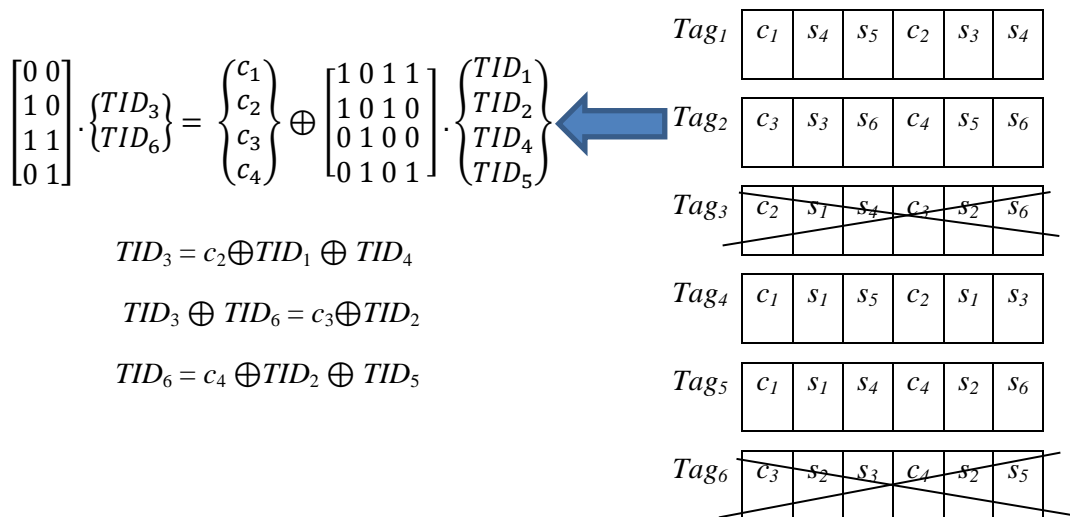 [0 0
1 0
1 1
0 1] . {TID₃
TID₆} = {c₁
c₂
c₃
c₄} ⊕ [1 0 1 1
1 0 1 0
0 1 0 0
0 1 0 1] . {TID₁
TID₂
TID₄
TID₅}
TID₃ = c₂⊕TID₁ ⊕ TID₄
TID₃ ⊕ TID₆ = c₃⊕TID₂
TID₆ = c₄ ⊕TID₂ ⊕ TID₅
Tag₁ c₁ s₄ s₅ c₂ s₃ s₄
Tag₂ c₃ s₃ s₆ c₄ s₅ s₆
Tag₃ c₂ s₁ s₄ c₃ s₂ s₆
Tag₄ c₁ s₁ s₅ c₂ s₁ s₃
Tag₅ c₁ s₁ s₄ c₄ s₂ s₆
Tag₆ c₃ s₂ s₃ c₄ s₂ s₅